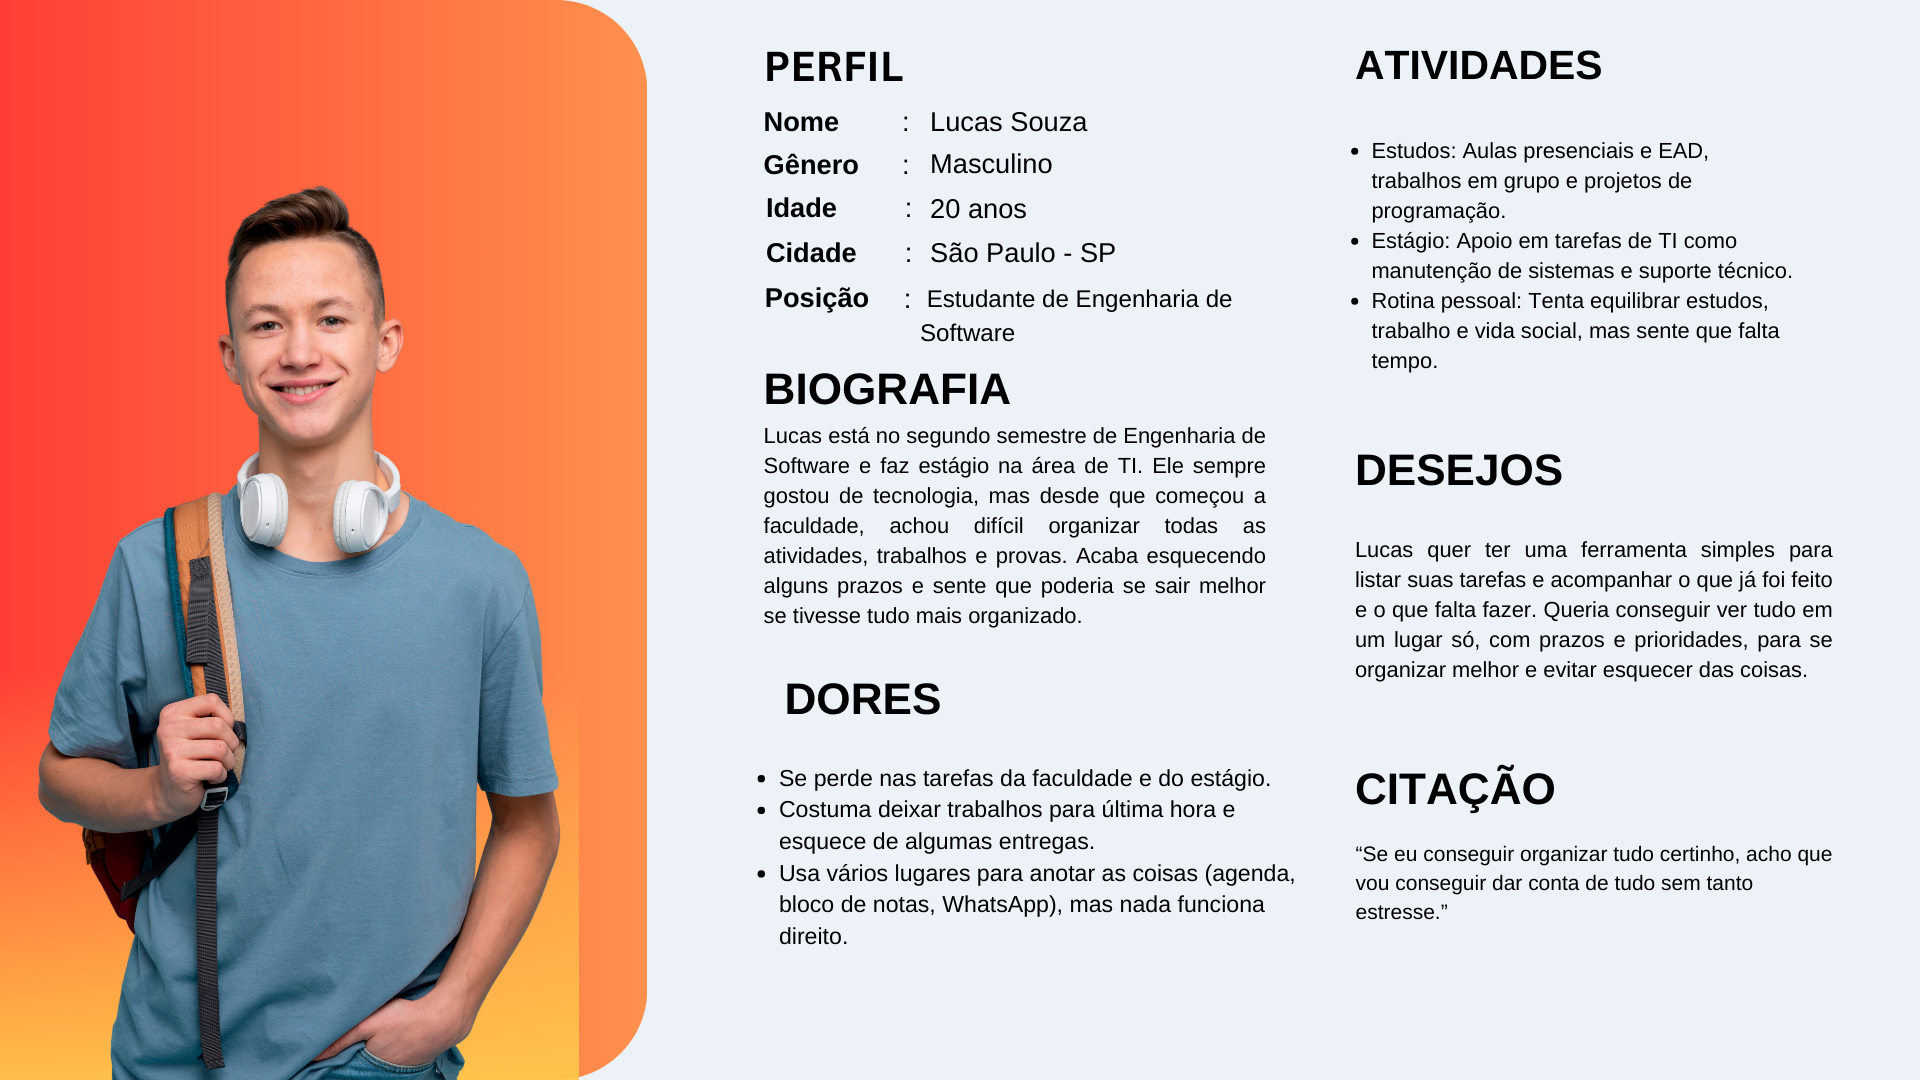 PERFIL
Nome : Lucas Souza
Gênero : Masculino
Idade : 20 anos
Cidade : São Paulo - SP
Posição : Estudante de Engenharia de
Software
BIOGRAFIA
Lucas está no segundo semestre de Engenharia de
Software e faz estágio na área de TI. Ele sempre
gostou de tecnologia, mas desde que começou a
faculdade, achou difícil organizar todas as
atividades, trabalhos e provas. Acaba esquecendo
alguns prazos e sente que poderia se sair melhor
se tivesse tudo mais organizado.
DORES
• Se perde nas tarefas da faculdade e do estágio.
• Costuma deixar trabalhos para última hora e
esquece de algumas entregas.
• Usa vários lugares para anotar as coisas (agenda,
bloco de notas, WhatsApp), mas nada funciona
direito.
ATIVIDADES
• Estudos: Aulas presenciais e EAD,
trabalhos em grupo e projetos de
programação.
• Estágio: Apoio em tarefas de TI como
manutenção de sistemas e suporte técnico.
• Rotina pessoal: Tenta equilibrar estudos,
trabalho e vida social, mas sente que falta
tempo.
DESEJOS
Lucas quer ter uma ferramenta simples para
listar suas tarefas e acompanhar o que já foi feito
e o que falta fazer. Queria conseguir ver tudo em
um lugar só, com prazos e prioridades, para se
organizar melhor e evitar esquecer das coisas.
CITAÇÃO
“Se eu conseguir organizar tudo certinho, acho que
vou conseguir dar conta de tudo sem tanto
estresse.”